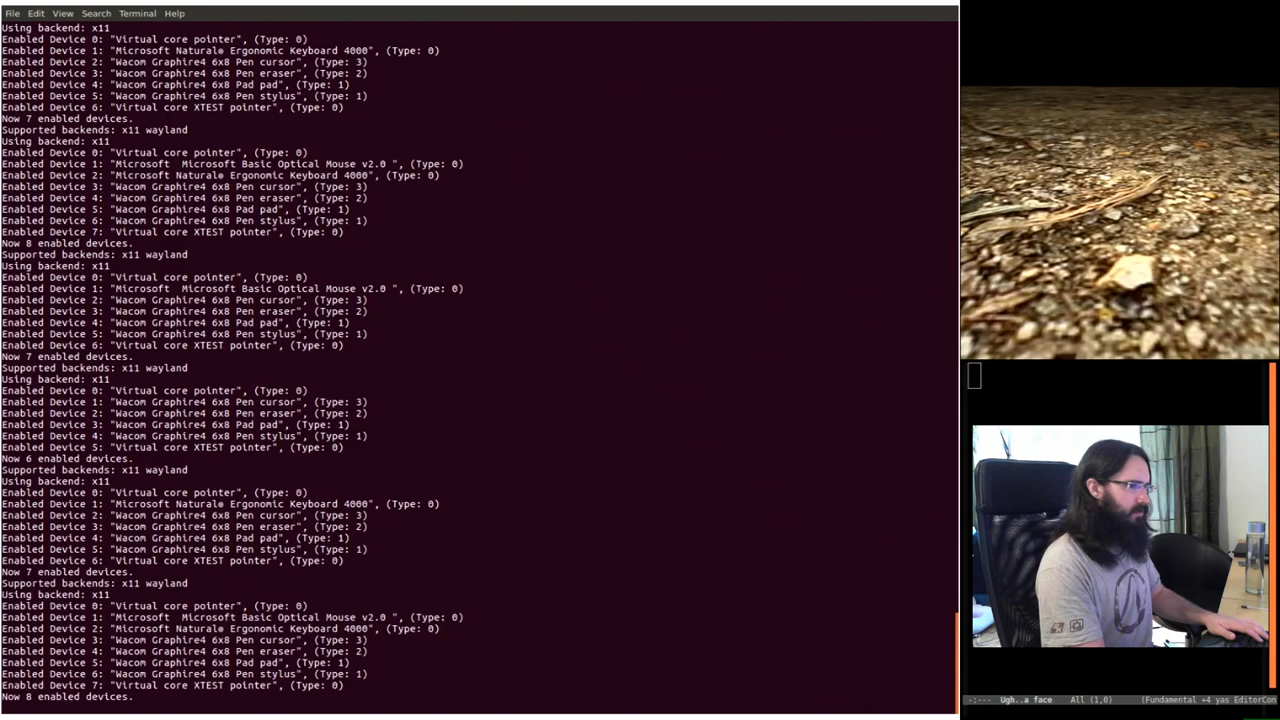 File Edit View Search Terminal Help
Using backend: x11
Enabled Device 0: "Virtual core pointer", (Type: 0)
Enabled Device 1: "Microsoft Natural® Ergonomic Keyboard 4000", (Type: 0)
Enabled Device 2: "Wacom Graphire4 6x8 Pen cursor", (Type: 3)
Enabled Device 3: "Wacom Graphire4 6x8 Pen eraser", (Type: 2)
Enabled Device 4: "Wacom Graphire4 6x8 Pad pad", (Type: 1)
Enabled Device 5: "Wacom Graphire4 6x8 Pen stylus", (Type: 1)
Enabled Device 6: "Virtual core XTEST pointer", (Type: 0)
Now 7 enabled devices.
Supported backends: x11 wayland
Using backend: x11
Enabled Device 0: "Virtual core pointer", (Type: 0)
Enabled Device 1: "Microsoft  Microsoft Basic Optical Mouse v2.0 ", (Type: 0)
Enabled Device 2: "Microsoft Natural® Ergonomic Keyboard 4000", (Type: 0)
Enabled Device 3: "Wacom Graphire4 6x8 Pen cursor", (Type: 3)
Enabled Device 4: "Wacom Graphire4 6x8 Pen eraser", (Type: 2)
Enabled Device 5: "Wacom Graphire4 6x8 Pad pad", (Type: 1)
Enabled Device 6: "Wacom Graphire4 6x8 Pen stylus", (Type: 1)
Enabled Device 7: "Virtual core XTEST pointer", (Type: 0)
Now 8 enabled devices.
Supported backends: x11 wayland
Using backend: x11
Enabled Device 0: "Virtual core pointer", (Type: 0)
Enabled Device 1: "Microsoft  Microsoft Basic Optical Mouse v2.0 ", (Type: 0)
Enabled Device 2: "Wacom Graphire4 6x8 Pen cursor", (Type: 3)
Enabled Device 3: "Wacom Graphire4 6x8 Pen eraser", (Type: 2)
Enabled Device 4: "Wacom Graphire4 6x8 Pad pad", (Type: 1)
Enabled Device 5: "Wacom Graphire4 6x8 Pen stylus", (Type: 1)
Enabled Device 6: "Virtual core XTEST pointer", (Type: 0)
Now 7 enabled devices.
Supported backends: x11 wayland
Using backend: x11
Enabled Device 0: "Virtual core pointer", (Type: 0)
Enabled Device 1: "Wacom Graphire4 6x8 Pen cursor", (Type: 3)
Enabled Device 2: "Wacom Graphire4 6x8 Pen eraser", (Type: 2)
Enabled Device 3: "Wacom Graphire4 6x8 Pad pad", (Type: 1)
Enabled Device 4: "Wacom Graphire4 6x8 Pen stylus", (Type: 1)
Enabled Device 5: "Virtual core XTEST pointer", (Type: 0)
Now 6 enabled devices.
Supported backends: x11 wayland
Using backend: x11
Enabled Device 0: "Virtual core pointer", (Type: 0)
Enabled Device 1: "Microsoft Natural® Ergonomic Keyboard 4000", (Type: 0)
Enabled Device 2: "Wacom Graphire4 6x8 Pen cursor", (Type: 3)
Enabled Device 3: "Wacom Graphire4 6x8 Pen eraser", (Type: 2)
Enabled Device 4: "Wacom Graphire4 6x8 Pad pad", (Type: 1)
Enabled Device 5: "Wacom Graphire4 6x8 Pen stylus", (Type: 1)
Enabled Device 6: "Virtual core XTEST pointer", (Type: 0)
Now 7 enabled devices.
Supported backends: x11 wayland
Using backend: x11
Enabled Device 0: "Virtual core pointer", (Type: 0)
Enabled Device 1: "Microsoft  Microsoft Basic Optical Mouse v2.0 ", (Type: 0)
Enabled Device 2: "Microsoft Natural® Ergonomic Keyboard 4000", (Type: 0)
Enabled Device 3: "Wacom Graphire4 6x8 Pen cursor", (Type: 3)
Enabled Device 4: "Wacom Graphire4 6x8 Pen eraser", (Type: 2)
Enabled Device 5: "Wacom Graphire4 6x8 Pad pad", (Type: 1)
Enabled Device 6: "Wacom Graphire4 6x8 Pen stylus", (Type: 1)
Enabled Device 7: "Virtual core XTEST pointer", (Type: 0)
Now 8 enabled devices.
-:--- Ugh..a face All (1,0) (Fundamental +4 yas EditorCon